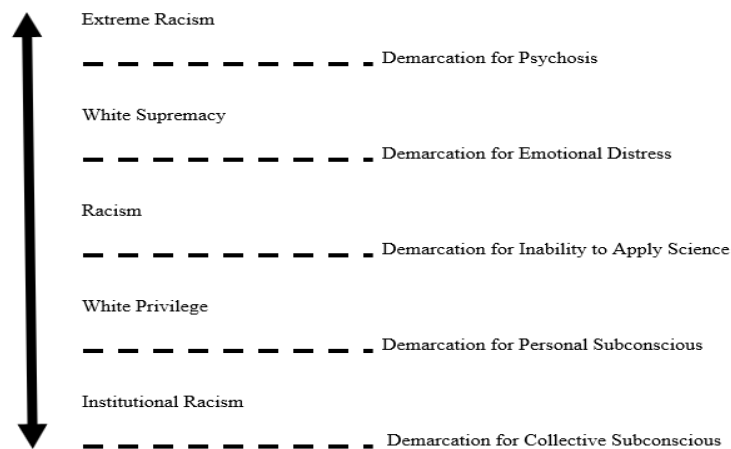 Extreme Racism
Demarcation for Psychosis
White Supremacy
Demarcation for Emotional Distress
Racism
Demarcation for Inability to Apply Science
White Privilege
Demarcation for Personal Subconscious
Institutional Racism
Demarcation for Collective Subconscious